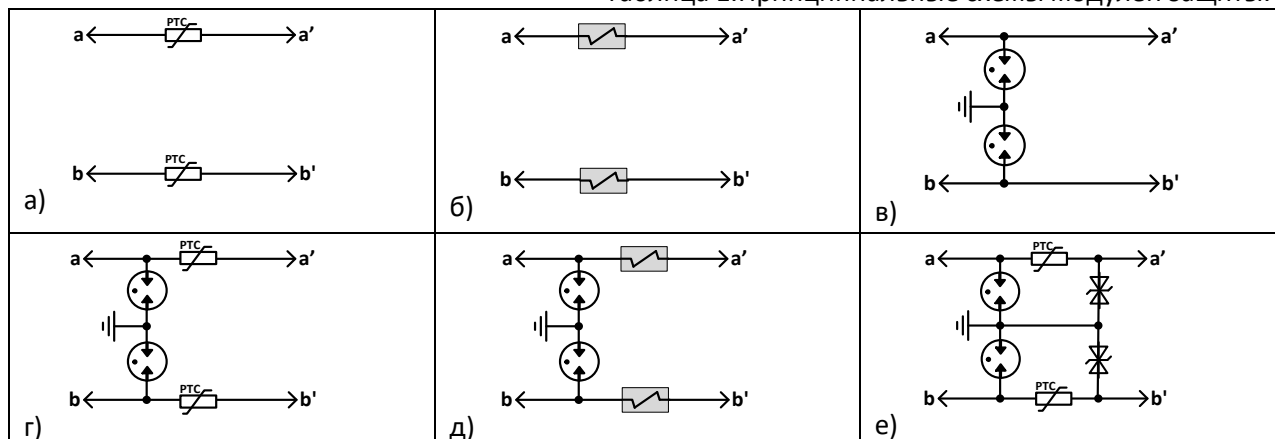 Таблица 1.Принципиальные схемы модулей защиты
a PTC a'
b PTC b'
а)
a a'
b b'
б)
a a'
b b'
в)
a PTC a'
b PTC b'
г)
a a'
b b'
д)
a PTC a'
b PTC b'
е)